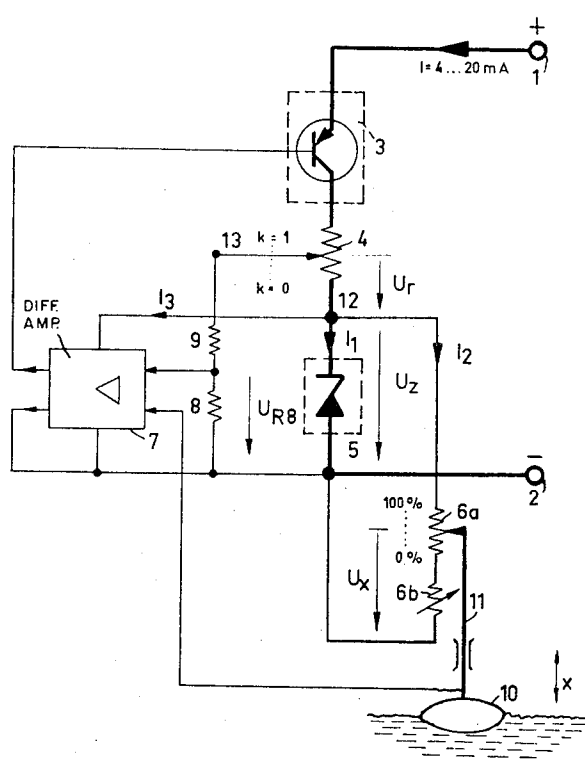 +
I = 4 ... 20 mA
1
3
13
k = 1
4
k = 0
Ur
12
I3
DIFF. AMP.
9
I1
I2
Uz
8
UR8
7
5
−
2
100%
6a
0%
Ux
6b
11
10
x